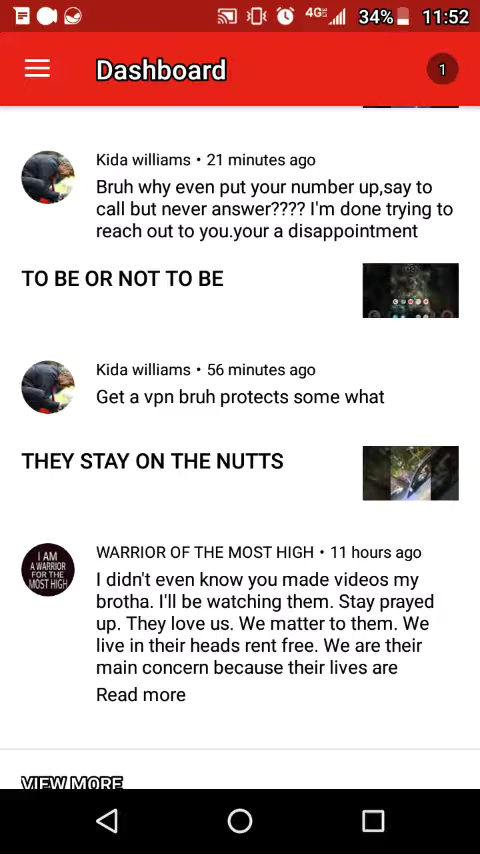 4G 34% 11:52
Dashboard 1
Kida williams • 21 minutes ago
Bruh why even put your number up,say to
call but never answer???? I'm done trying to
reach out to you.your a disappointment
TO BE OR NOT TO BE
Kida williams • 56 minutes ago
Get a vpn bruh protects some what
THEY STAY ON THE NUTTS
I AM
A WARRIOR
FOR THE
MOST HIGH
WARRIOR OF THE MOST HIGH • 11 hours ago
I didn't even know you made videos my
brotha. I'll be watching them. Stay prayed
up. They love us. We matter to them. We
live in their heads rent free. We are their
main concern because their lives are
Read more
VIEW MORE